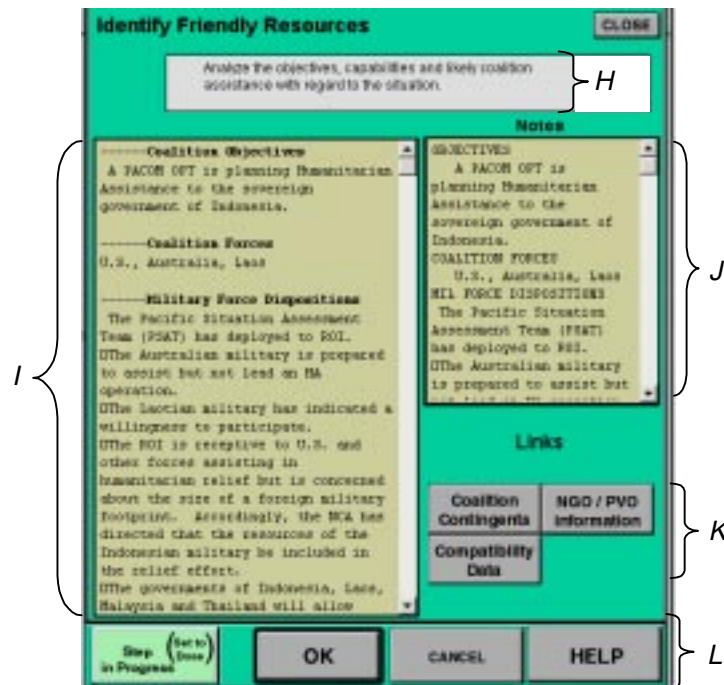 Identify Friendly Resources
CLOSE
Analize the objectives, capabilities and likely coalition
assistance with regard to the situation.
H
------Coalition Objectives
A PACOM OPT is planning Humanitarian
Assistance to the sovereign
government of Indonesia.
------Coalition Forces
U.S., Australia, Laos
------Military Force Dispositions
The Pacific Situation Assessment
Team (PSAT) has deployed to ROI.
▯The Australian military is prepared
to assist but not lead an HA
operation.
▯The Laotian military has indicated a
willingness to participate.
▯The ROI is receptive to U.S. and
other forces assisting in
humanitarian relief but is concerned
about the size of a foreign military
footprint. Accordingly, the NCA has
directed that the resources of the
Indonesian military be included in
the relief effort.
▯The governments of Indonesia, Laos,
Malaysia and Thailand will allow
I
Notes
OBJECTIVES
A PACOM OPT is
planning Humanitarian
Assistance to the
sovereign government of
Indonesia.
COALITION FORCES
U.S., Australia, Laos
MIL FORCE DISPOSITIONS
The Pacific Situation
Assessment Team (PSAT)
has deployed to ROI.
▯The Australian military
is prepared to assist but
J
Links
Coalition
Contingents
NGO / PVO
Information
Compatibility
Data
K
Step
in Progress
(Set to
Done)
OK
CANCEL
HELP
L